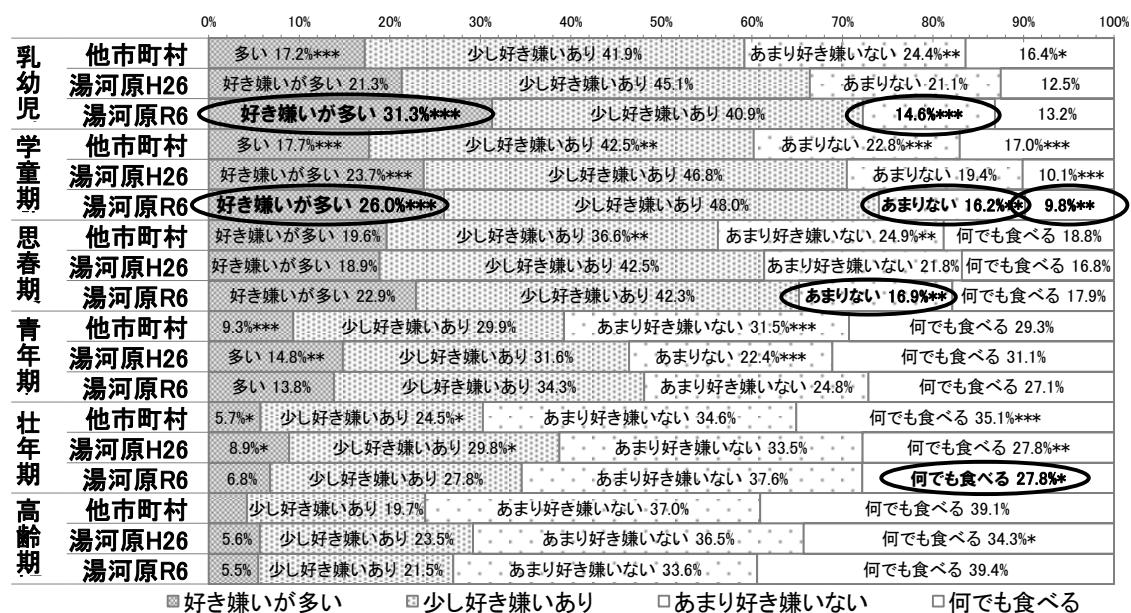 0% 10% 20% 30% 40% 50% 60% 70% 80% 90% 100%
乳幼児
他市町村 多い 17.2%*** 少し好き嫌いあり 41.9% あまり好き嫌いない 24.4%** 16.4%*
湯河原H26 好き嫌いが多い 21.3% 少し好き嫌いあり 45.1% あまりない 21.1% 12.5%
湯河原R6 好き嫌いが多い 31.3%*** 少し好き嫌いあり 40.9% 14.6%*** 13.2%
学童期
他市町村 多い 17.7%*** 少し好き嫌いあり 42.5%** あまりない 22.8%*** 17.0%***
湯河原H26 好き嫌いが多い 23.7%*** 少し好き嫌いあり 46.8% あまりない 19.4% 10.1%***
湯河原R6 好き嫌いが多い 26.0%*** 少し好き嫌いあり 48.0% あまりない 16.2%** 9.8%**
思春期
他市町村 好き嫌いが多い 19.6% 少し好き嫌いあり 36.6%** あまり好き嫌いない 24.9%** 何でも食べる 18.8%
湯河原H26 好き嫌いが多い 18.9% 少し好き嫌いあり 42.5% あまり好き嫌いない 21.8% 何でも食べる 16.8%
湯河原R6 好き嫌いが多い 22.9% 少し好き嫌いあり 42.3% あまりない 16.9%** 何でも食べる 17.9%
青年期
他市町村 9.3%*** 少し好き嫌いあり 29.9% あまり好き嫌いない 31.5%*** 何でも食べる 29.3%
湯河原H26 多い 14.8%** 少し好き嫌いあり 31.6% あまりない 22.4%*** 何でも食べる 31.1%
湯河原R6 多い 13.8% 少し好き嫌いあり 34.3% あまり好き嫌いない 24.8% 何でも食べる 27.1%
壮年期
他市町村 5.7%* 少し好き嫌いあり 24.5%* あまり好き嫌いない 34.6% 何でも食べる 35.1%***
湯河原H26 8.9%* 少し好き嫌いあり 29.8%* あまり好き嫌いない 33.5% 何でも食べる 27.8%**
湯河原R6 6.8% 少し好き嫌いあり 27.8% あまり好き嫌いない 37.6% 何でも食べる 27.8%*
高齢期
他市町村 少し好き嫌いあり 19.7% あまり好き嫌いない 37.0% 何でも食べる 39.1%
湯河原H26 5.6% 少し好き嫌いあり 23.5% あまり好き嫌いない 36.5% 何でも食べる 34.3%*
湯河原R6 5.5% 少し好き嫌いあり 21.5% あまり好き嫌いない 33.6% 何でも食べる 39.4%
好き嫌いが多い 少し好き嫌いあり あまり好き嫌いない 何でも食べる